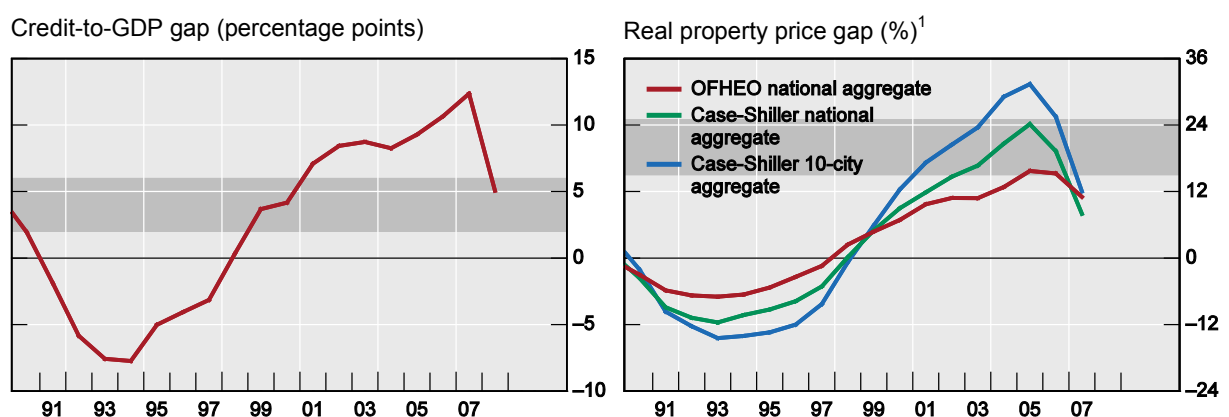 Credit-to-GDP gap (percentage points)
15
10
5
0
–5
–10
91 93 95 97 99 01 03 05 07
Real property price gap (%)1
OFHEO national aggregate
Case-Shiller national
aggregate
Case-Shiller 10-city
aggregate
36
24
12
0
–12
–24
91 93 95 97 99 01 03 05 07